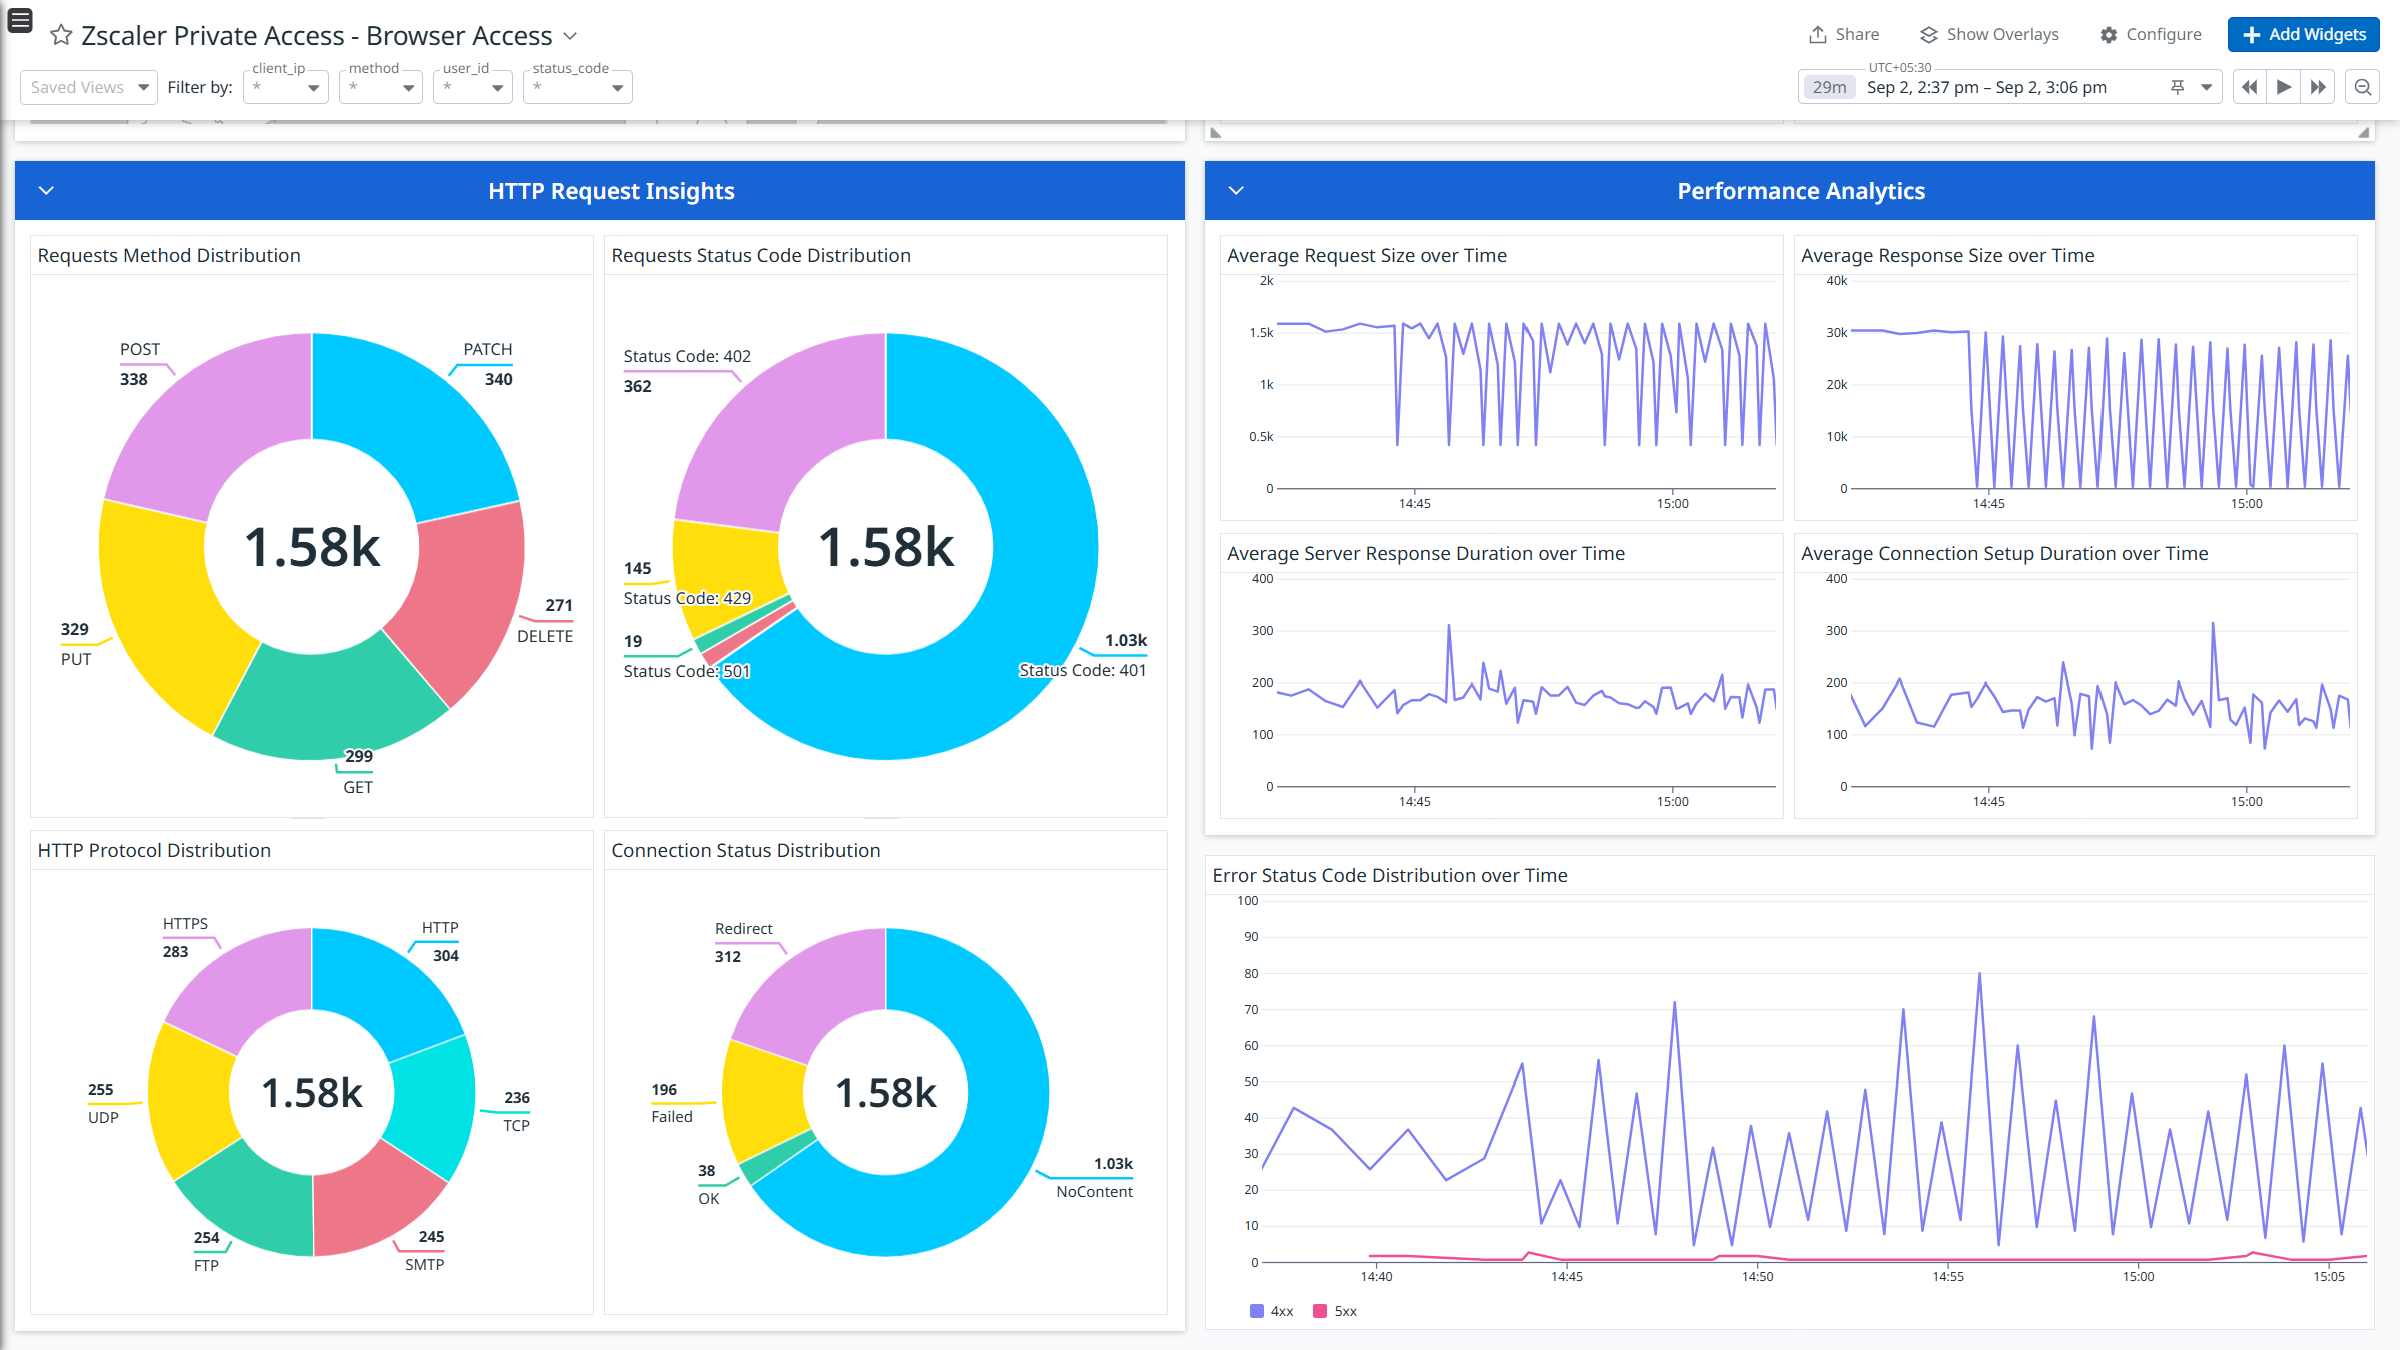 Zscaler Private Access - Browser Access
Share
Show Overlays
Configure
Add Widgets
Saved Views
Filter by:
client_ip
*
method
*
user_id
*
status_code
*
UTC+05:30
29m
Sep 2, 2:37 pm – Sep 2, 3:06 pm
HTTP Request Insights
Requests Method Distribution
POST
338
PATCH
340
1.58k
271
DELETE
329
PUT
299
GET
Requests Status Code Distribution
Status Code: 402
362
1.58k
145
Status Code: 429
19
Status Code: 501
1.03k
Status Code: 401
HTTP Protocol Distribution
HTTPS
283
HTTP
304
1.58k
255
UDP
236
TCP
254
FTP
245
SMTP
Connection Status Distribution
Redirect
312
1.58k
196
Failed
38
OK
1.03k
NoContent
Performance Analytics
Average Request Size over Time
2k
1.5k
1k
0.5k
0
14:45
15:00
Average Response Size over Time
40k
30k
20k
10k
0
14:45
15:00
Average Server Response Duration over Time
400
300
200
100
0
14:45
15:00
Average Connection Setup Duration over Time
400
300
200
100
0
14:45
15:00
Error Status Code Distribution over Time
100
90
80
70
60
50
40
30
20
10
0
14:40
14:45
14:50
14:55
15:00
15:05
4xx
5xx